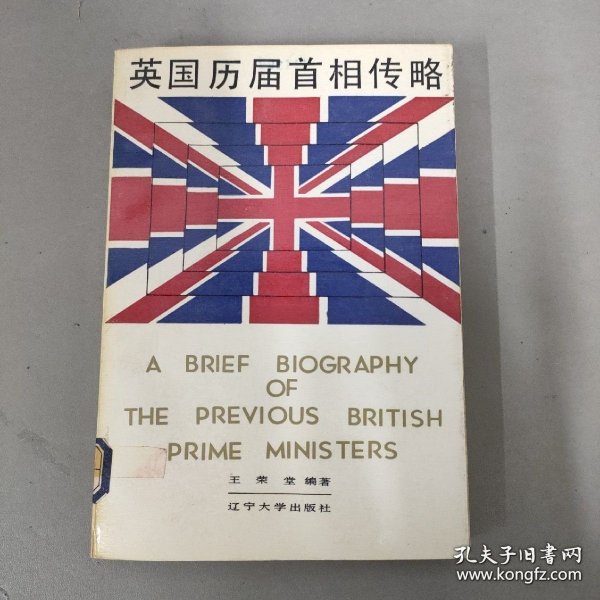 英国历届首相传略
A BRIEF BIOGRAPHY
OF
THE PREVIOUS BRITISH
PRIME MINISTERS
王荣堂 编著
辽宁大学出版社
孔夫子旧书网
www.kongfz.com